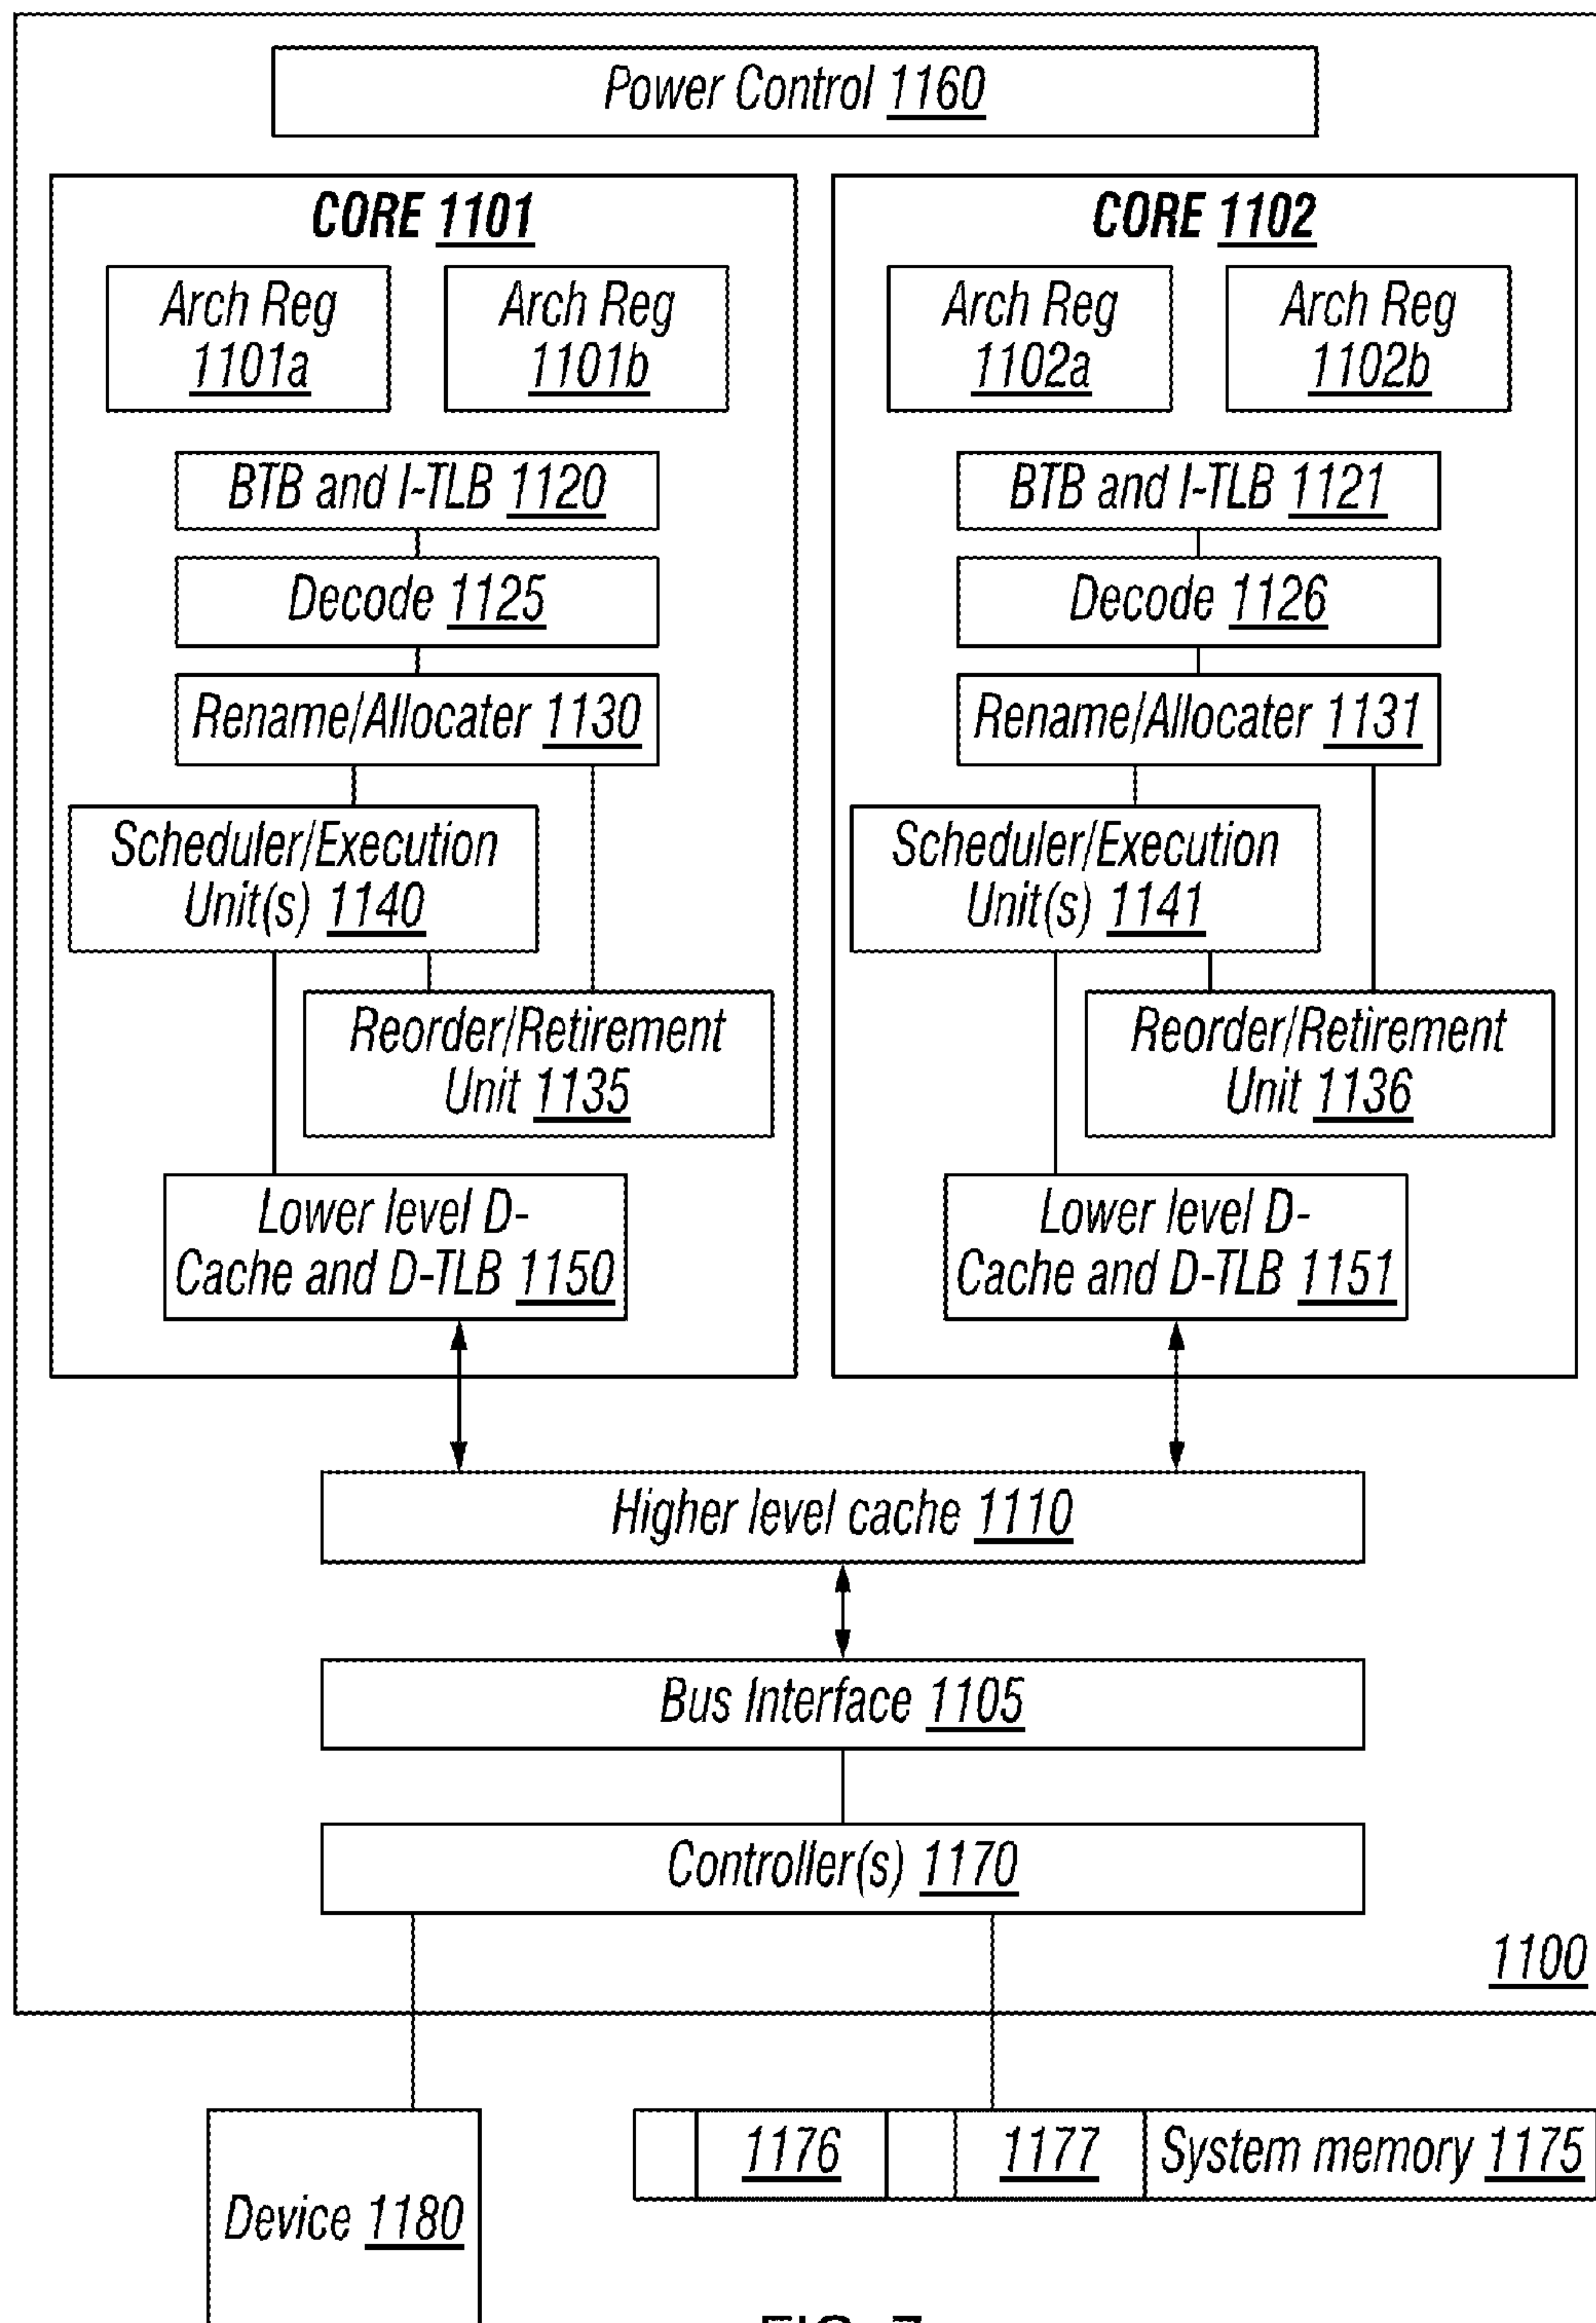 Power Control 1160
CORE 1101
Arch Reg
1101a
Arch Reg
1101b
BTB and I-TLB 1120
Decode 1125
Rename/Allocater 1130
Scheduler/Execution
Unit(s) 1140
Reorder/Retirement
Unit 1135
Lower level D-
Cache and D-TLB 1150
CORE 1102
Arch Reg
1102a
Arch Reg
1102b
BTB and I-TLB 1121
Decode 1126
Rename/Allocater 1131
Scheduler/Execution
Unit(s) 1141
Reorder/Retirement
Unit 1136
Lower level D-
Cache and D-TLB 1151
Higher level cache 1110
Bus Interface 1105
Controller(s) 1170
1100
1176
1177
System memory 1175
Device 1180